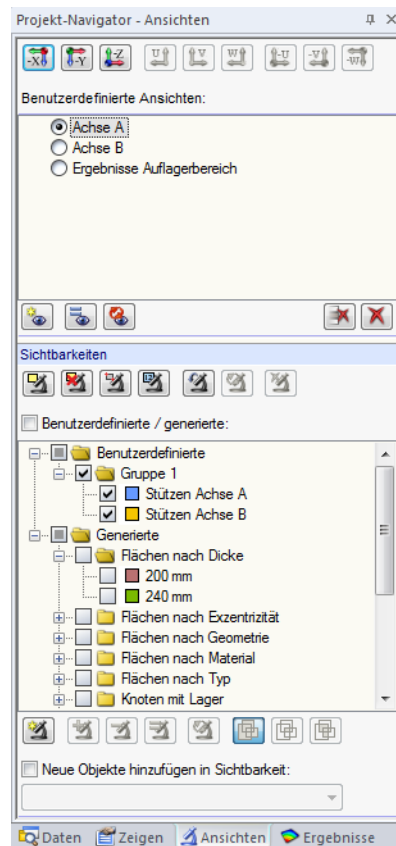 Projekt-Navigator - Ansichten
-X -Y -Z U V W -U -V -W
Benutzerdefinierte Ansichten:
Achse A
Achse B
Ergebnisse Auflagerbereich
Sichtbarkeiten
Benutzerdefinierte / generierte:
Benutzerdefinierte
Gruppe 1
Stützen Achse A
Stützen Achse B
Generierte
Flächen nach Dicke
200 mm
240 mm
Flächen nach Exzentrizität
Flächen nach Geometrie
Flächen nach Material
Flächen nach Typ
Knoten mit Lager
Neue Objekte hinzufügen in Sichtbarkeit:
Daten Zeigen Ansichten Ergebnisse